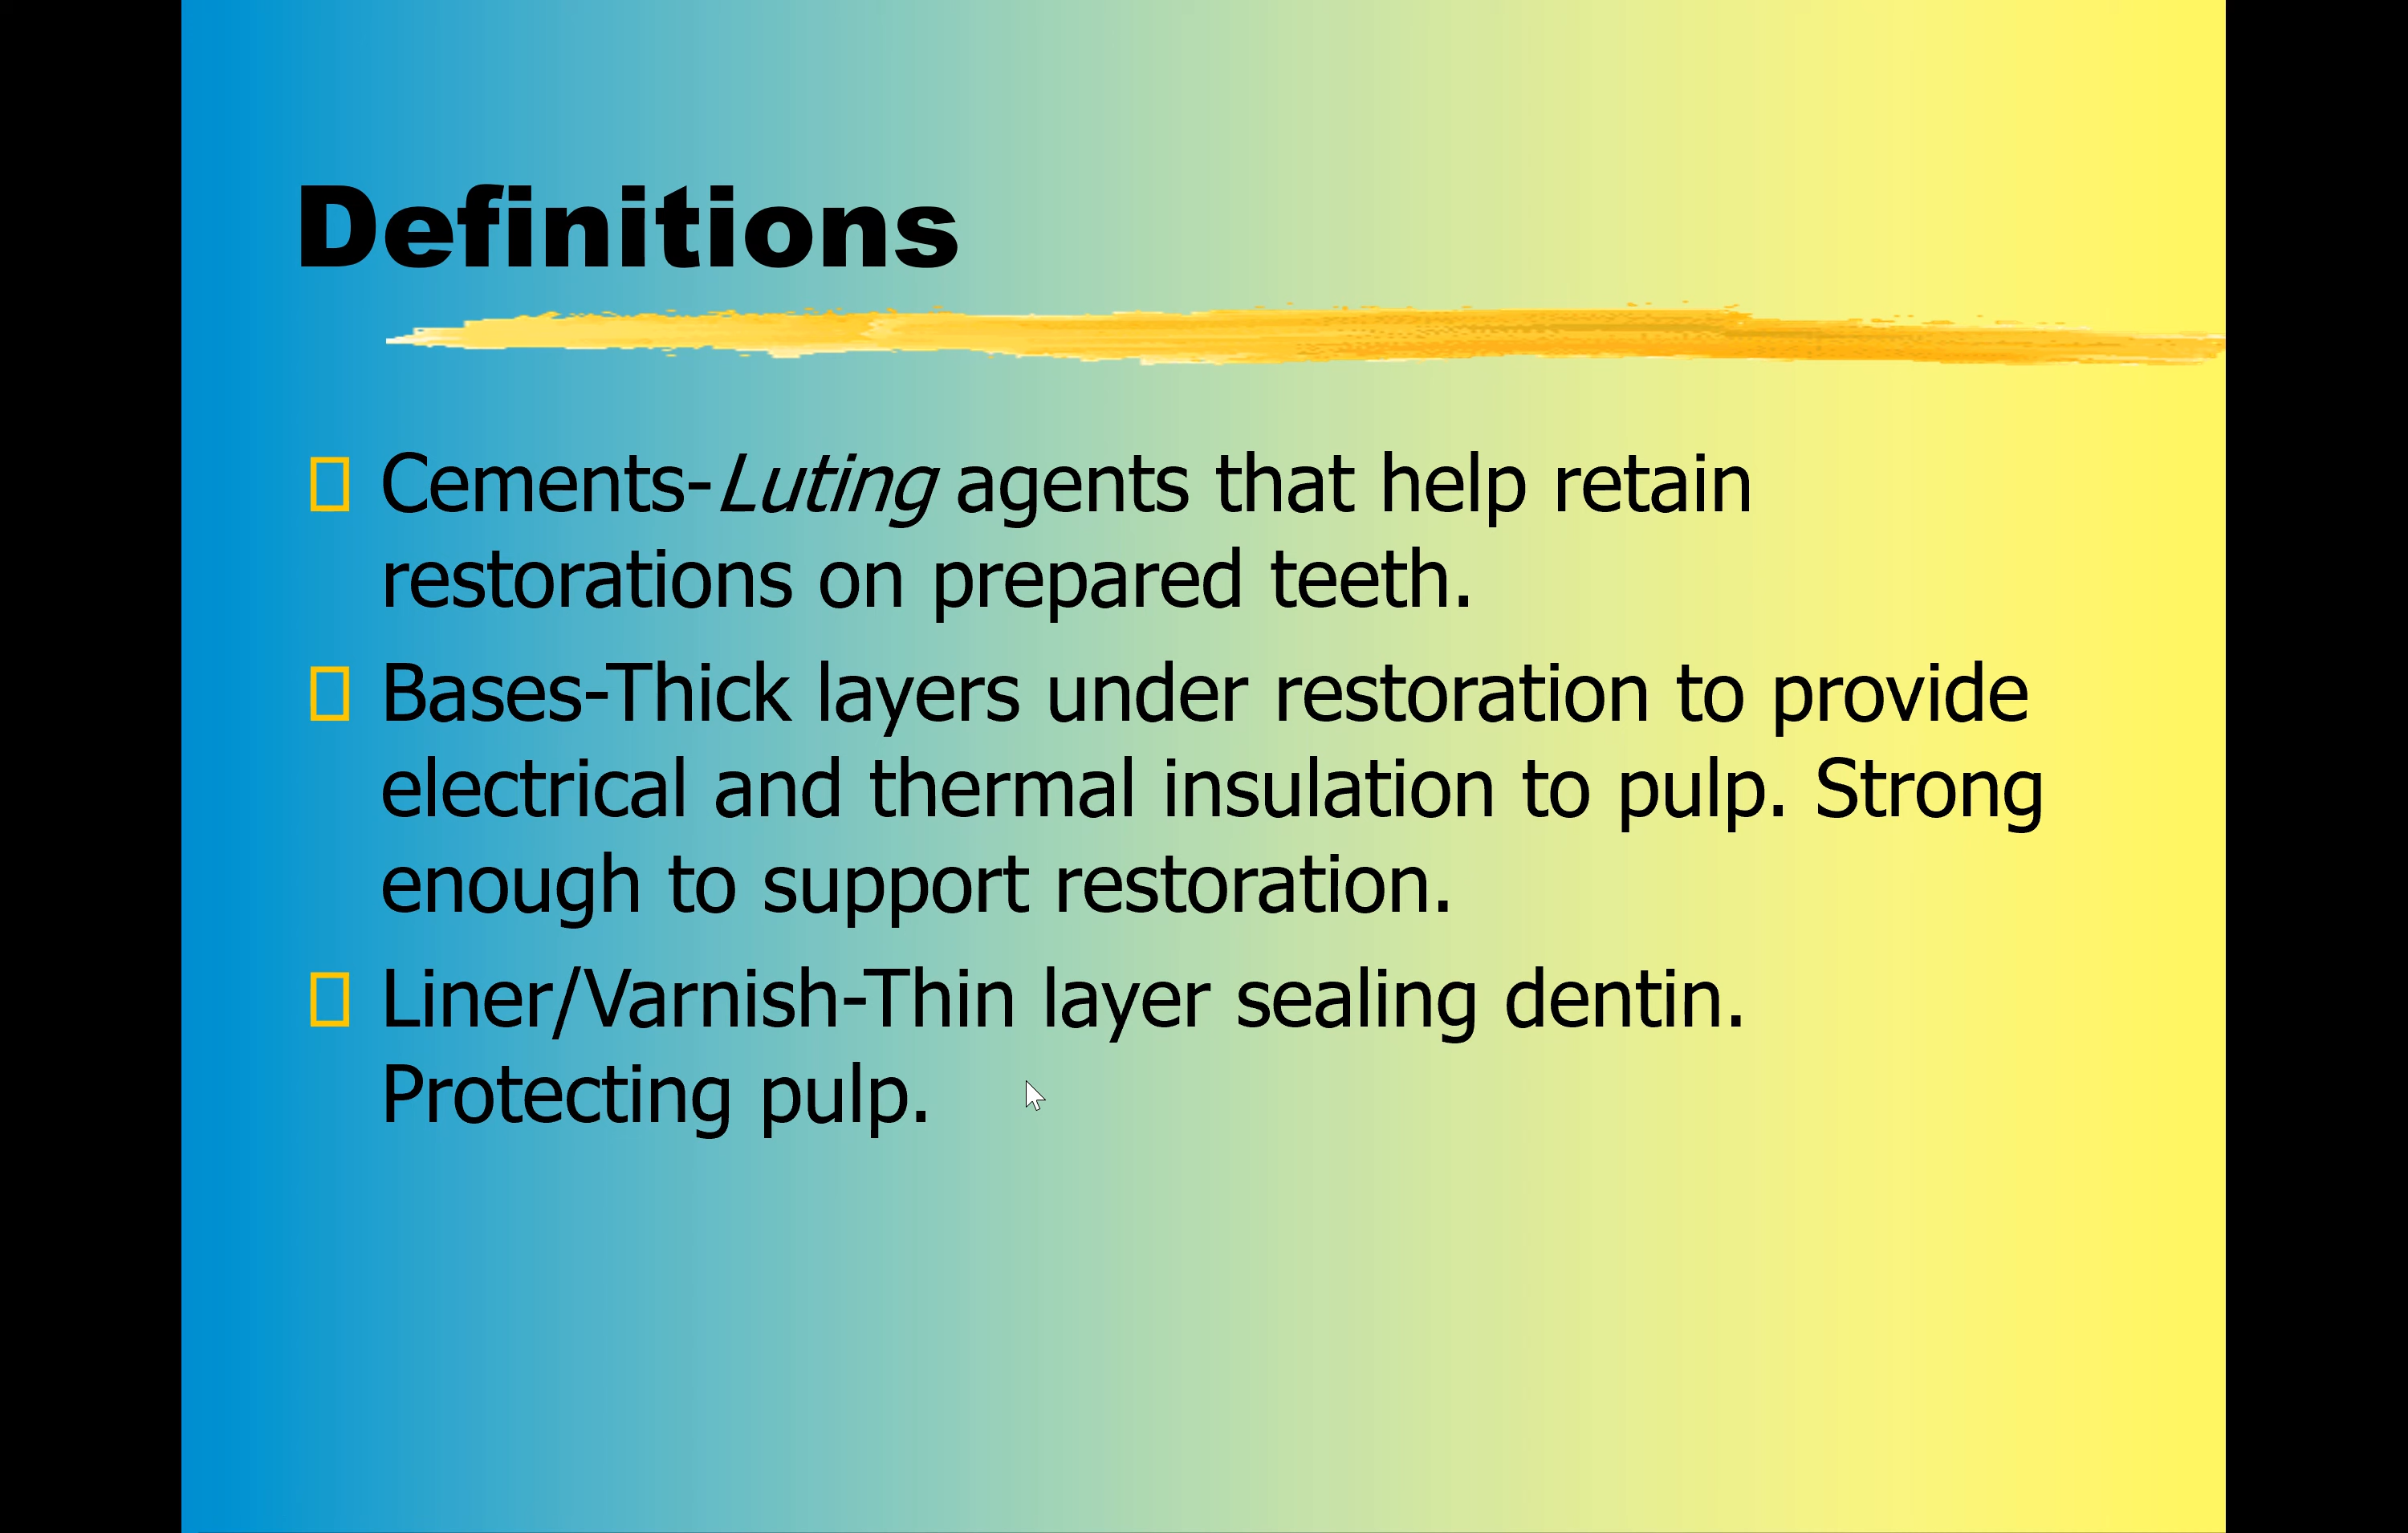 Definitions
Cements-Luting agents that help retain
restorations on prepared teeth.
Bases-Thick layers under restoration to provide
electrical and thermal insulation to pulp. Strong
enough to support restoration.
Liner/Varnish-Thin layer sealing dentin.
Protecting pulp.